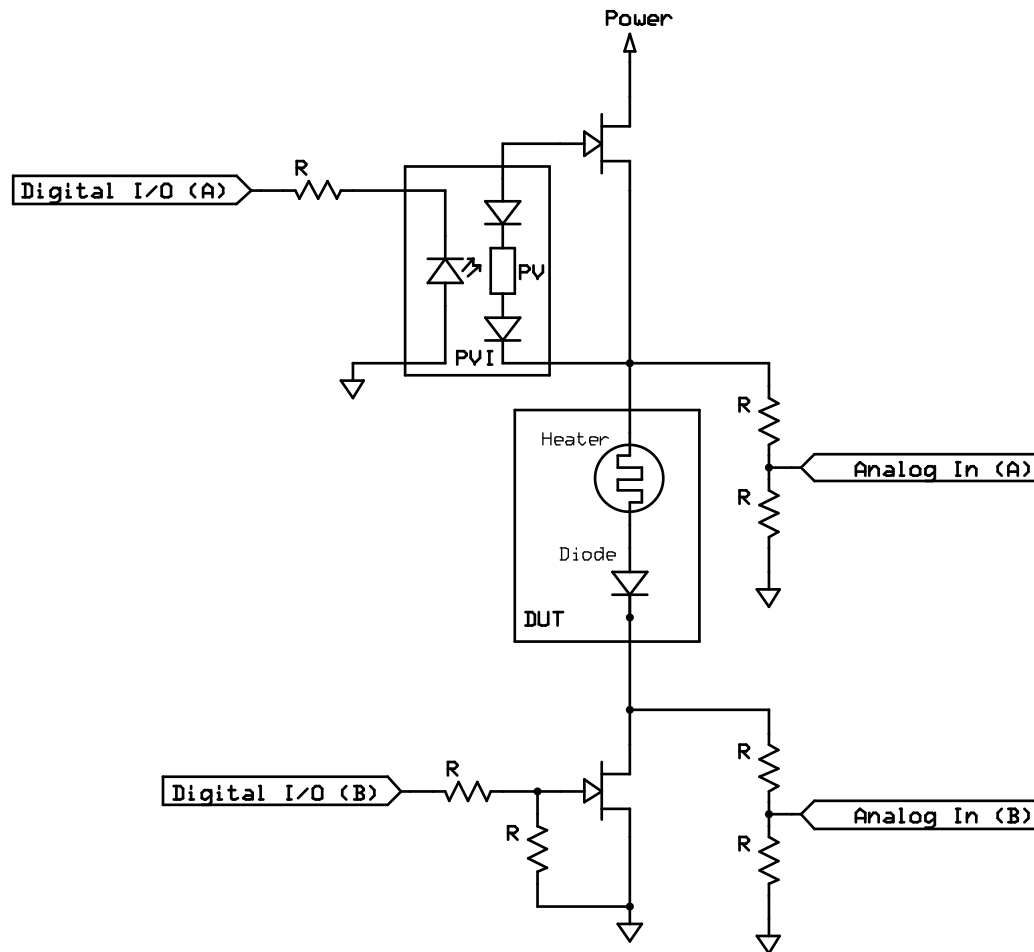 Power
R
Digital I/O (A)
PV
PVI
R
Heater
Analog In (A)
R
Diode
DUT
R
R
Digital I/O (B)
Analog In (B)
R
R